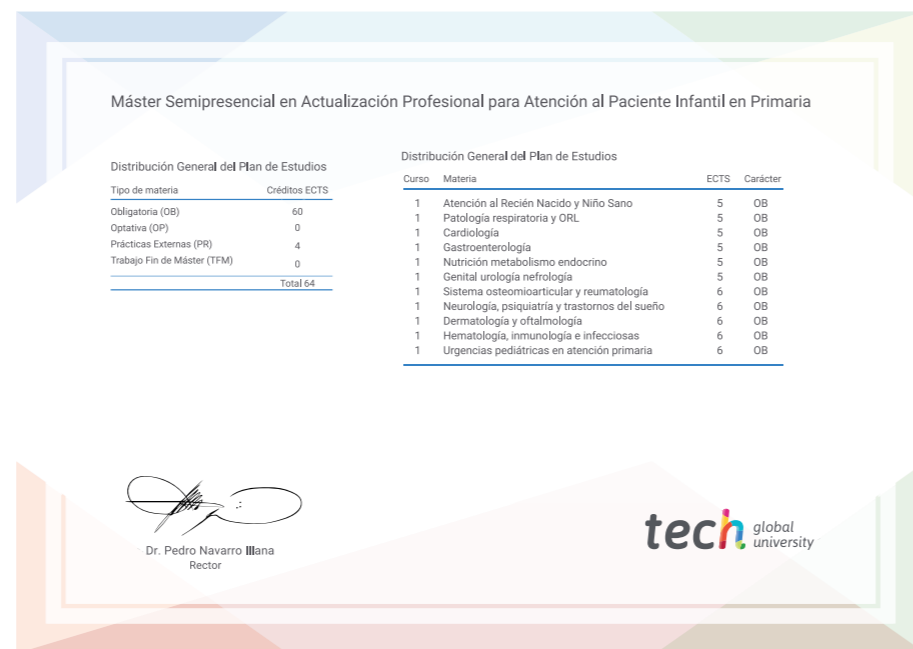 Máster Semipresencial en Actualización Profesional para Atención al Paciente Infantil en Primaria
Distribución General del Plan de Estudios
Tipo de materia Créditos ECTS
Obligatoria (OB) 60
Optativa (OP) 0
Prácticas Externas (PR) 4
Trabajo Fin de Máster (TFM) 0
Total 64
Distribución General del Plan de Estudios
Curso Materia ECTS Carácter
1 Atención al Recién Nacido y Niño Sano 5 OB
1 Patología respiratoria y ORL 5 OB
1 Cardiología 5 OB
1 Gastroenterología 5 OB
1 Nutrición metabolismo endocrino 5 OB
1 Genital urología nefrología 5 OB
1 Sistema osteomioarticular y reumatología 6 OB
1 Neurología, psiquiatría y trastornos del sueño 6 OB
1 Dermatología y oftalmología 6 OB
1 Hematología, inmunología e infecciosas 6 OB
1 Urgencias pediátricas en atención primaria 6 OB
Dr. Pedro Navarro Illana
Rector
tech global
university